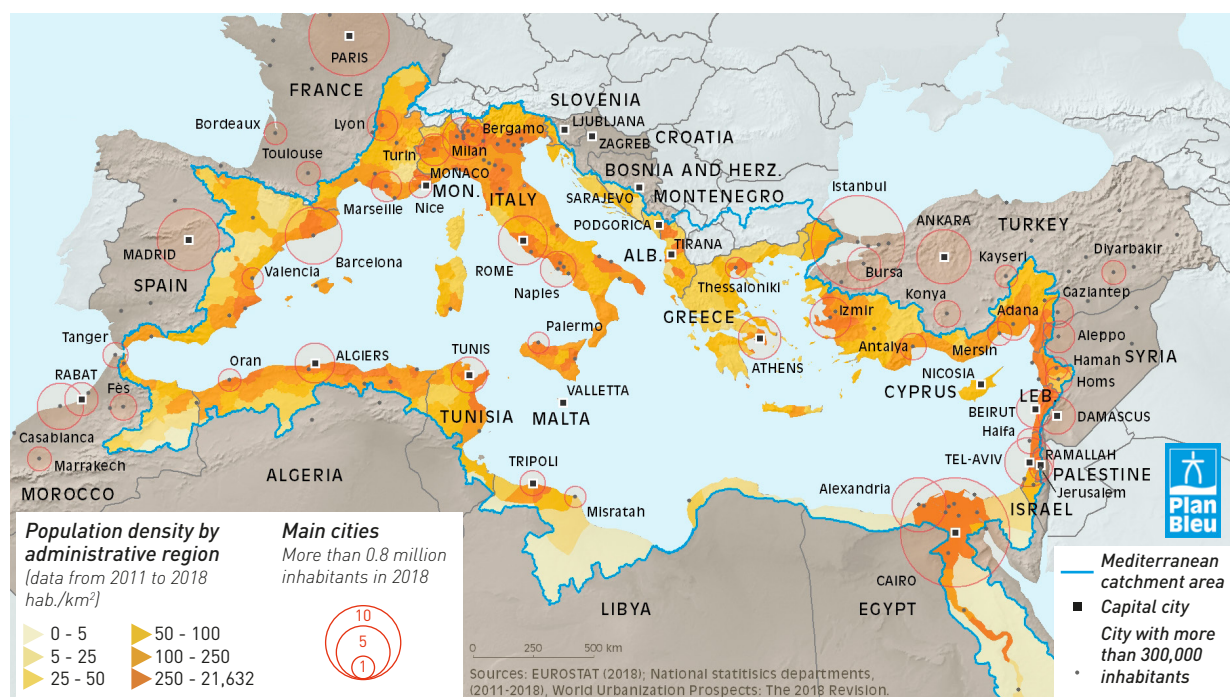 PARIS
FRANCE
SLOVENIA
LJUBLJANA
CROATIA
ZAGREB
Bordeaux
Lyon
Bergamo
Toulouse
Turin
Milan
BOSNIA AND HERZ.
MONACO
MON.
ITALY
SARAJEVO
MONTENEGRO
Istanbul
Marseille
Nice
PODGORICA
ANKARA
TURKEY
MADRID
ROME
ALB.
TIRANA
Diyarbakir
SPAIN
Valencia
Barcelona
Naples
Thessaloniki
Bursa
Kayseri
Konya
Gaziantep
GREECE
Izmir
Adana
Tanger
Palermo
Antalya
Mersin
Aleppo
Oran
ALGIERS
TUNIS
ATHENS
NICOSIA
Hamah
SYRIA
RABAT
Fès
VALLETTA
CYPRUS
Homs
LEB.
TUNISIA
MALTA
BEIRUT
DAMASCUS
Casablanca
Haifa
Marrakech
TRIPOLI
TEL-AVIV
RAMALLAH
ALGERIA
PALESTINE
MOROCCO
Alexandria
Jerusalem
Misratah
ISRAEL
CAIRO
LIBYA
EGYPT
Plan
Bleu
Population density by
administrative region
(data from 2011 to 2018
hab./km²)
0 - 5
5 - 25
25 - 50
50 - 100
100 - 250
250 - 21,632
Main cities
More than 0.8 million
inhabitants in 2018
10
5
1
0 250 500 km
Sources: EUROSTAT (2018); National statitisics departments,
(2011-2018), World Urbanization Prospects: The 2018 Revision.
Mediterranean
catchment area
Capital city
City with more
than 300,000
inhabitants